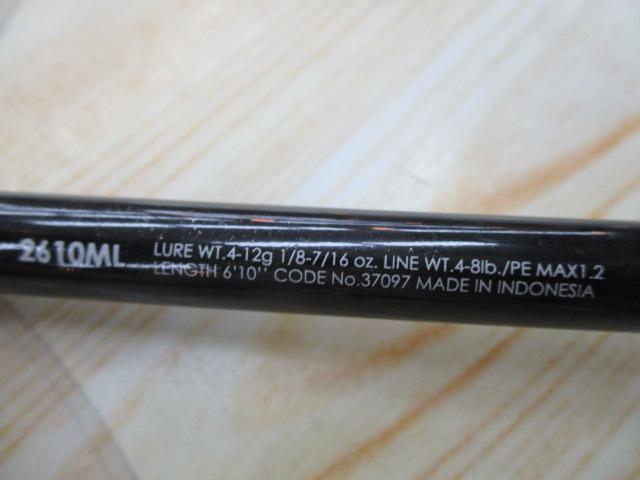 2610ML
LURE WT.4-12g 1/8-7/16 oz. LINE WT.4-8lb./PE MAX1.2
LENGTH 6'10'' CODE No.37097 MADE IN INDONESIA